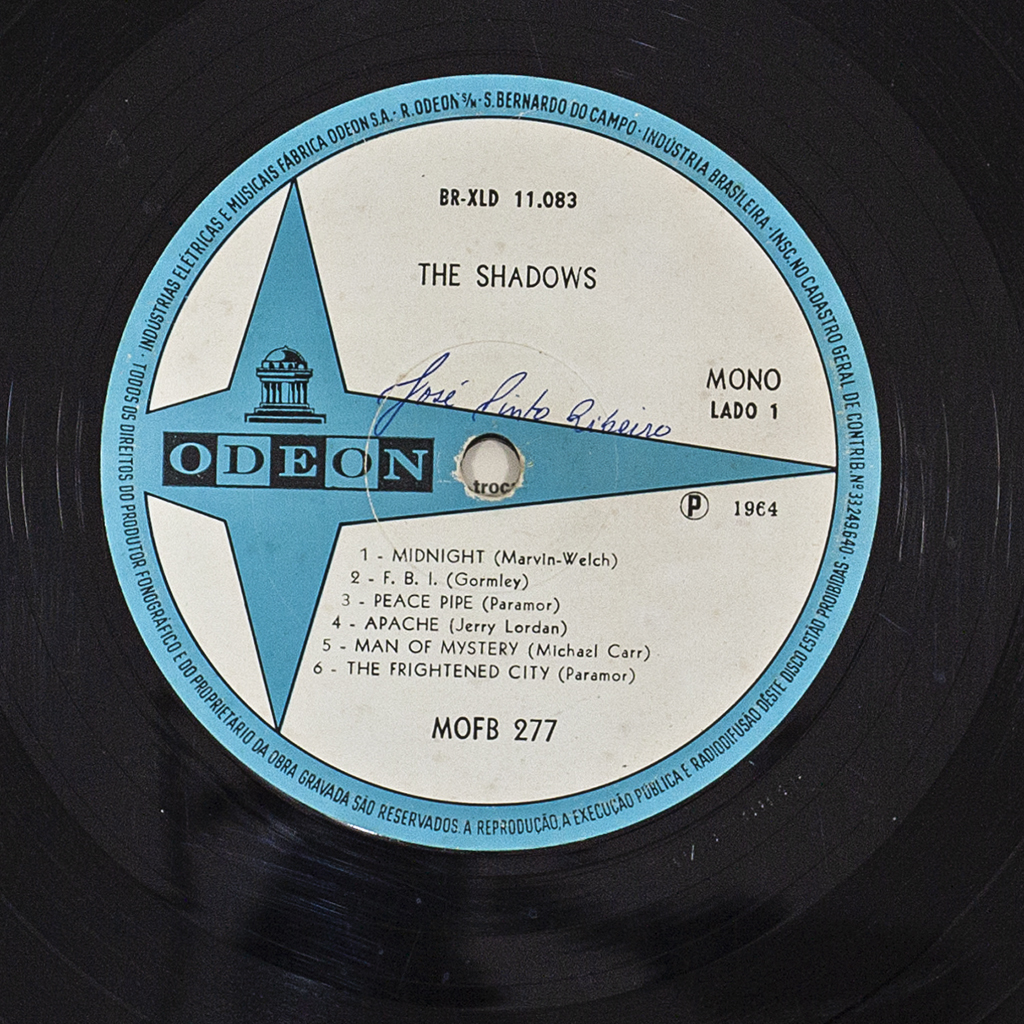 INDÚSTRIAS ELÉTRICAS E MUSICAIS FÁBRICA ODEON S.A. - R. ODEON S/N - S. BERNARDO DO CAMPO - INDÚSTRIA BRASILEIRA - INSC. NO CADASTRO GERAL DE CONTRIB. Nº 33249640 -
BR-XLD 11.083
THE SHADOWS
José Pinto Ribeiro
MONO
LADO 1
ODEON
troc
P 1964
1 - MIDNIGHT (Marvin-Welch)
2 - F. B. I. (Gormley)
3 - PEACE PIPE (Paramor)
4 - APACHE (Jerry Lordan)
5 - MAN OF MYSTERY (Michael Carr)
6 - THE FRIGHTENED CITY (Paramor)
MOFB 277
TODOS OS DIREITOS DO PRODUTOR FONOGRÁFICO E DO PROPRIETÁRIO DA OBRA GRAVADA SÃO RESERVADOS. A REPRODUÇÃO, A EXECUÇÃO PÚBLICA E RADIODIFUSÃO DÊSTE DISCO ESTÃO PROIBIDAS -